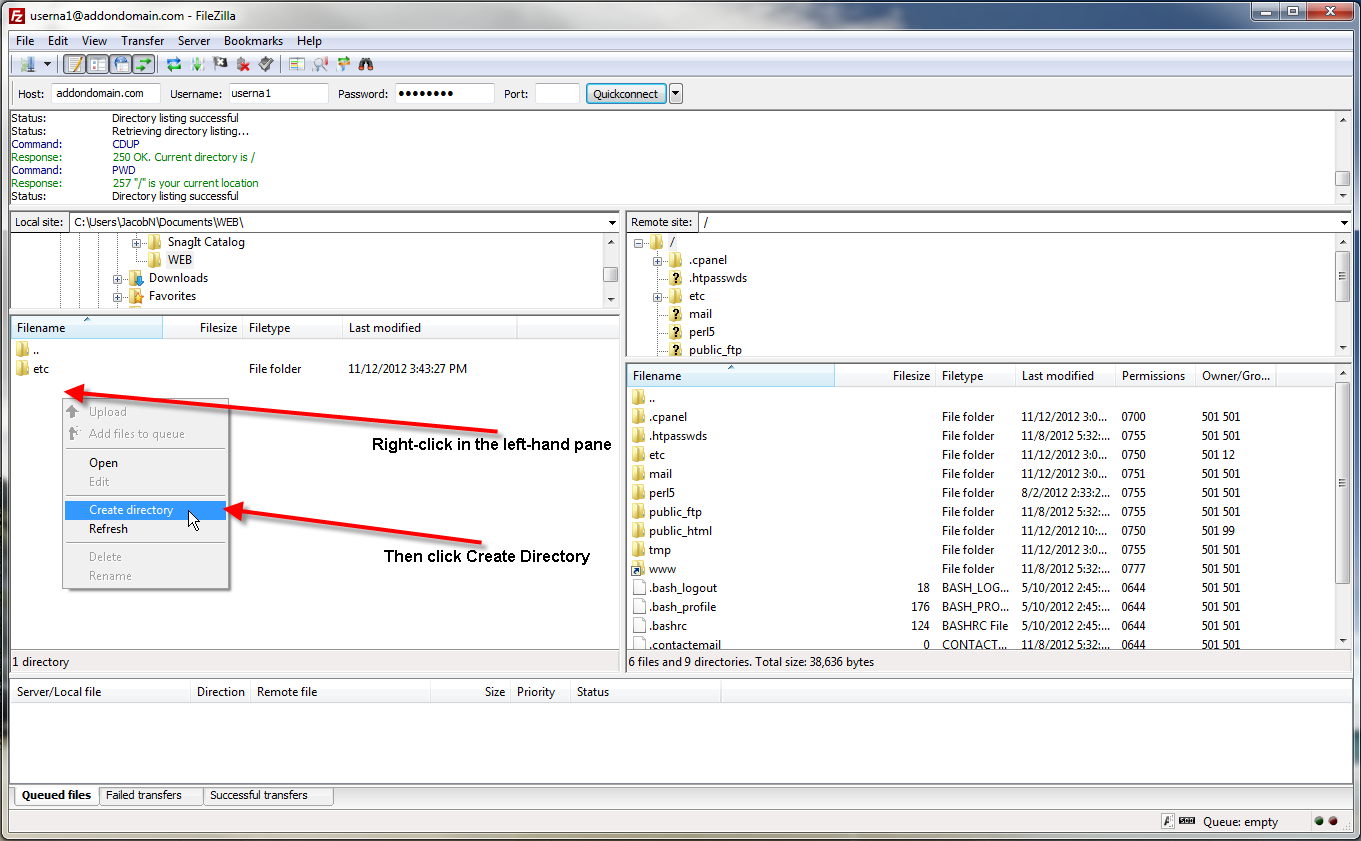 userna1@addondomain.com - FileZilla
File Edit View Transfer Server Bookmarks Help
Host: addondomain.com Username: userna1 Password: ●●●●●●●● Port: Quickconnect
Status: Directory listing successful
Status: Retrieving directory listing...
Command: CDUP
Response: 250 OK. Current directory is /
Command: PWD
Response: 257 "/" is your current location
Status: Directory listing successful
Local site: C:\Users\JacobN\Documents\WEB\
SnagIt Catalog
WEB
Downloads
Favorites
Filename Filesize Filetype Last modified
..
etc File folder 11/12/2012 3:43:27 PM
Upload
Add files to queue
Open
Edit
Create directory
Refresh
Delete
Rename
Right-click in the left-hand pane
Then click Create Directory
1 directory
Remote site: /
/
.cpanel
.htpasswds
etc
mail
perl5
public_ftp
Filename Filesize Filetype Last modified Permissions Owner/Gro...
..
.cpanel File folder 11/12/2012 3:0... 0700 501 501
.htpasswds File folder 11/8/2012 5:32:... 0755 501 501
etc File folder 11/12/2012 3:0... 0750 501 12
mail File folder 11/12/2012 3:0... 0751 501 501
perl5 File folder 8/2/2012 2:33:2... 0755 501 501
public_ftp File folder 11/8/2012 5:32:... 0755 501 501
public_html File folder 11/12/2012 10:... 0750 501 99
tmp File folder 11/12/2012 3:0... 0755 501 501
www File folder 11/8/2012 5:32:... 0777 501 501
.bash_logout 18 BASH_LOG... 5/10/2012 2:45:... 0644 501 501
.bash_profile 176 BASH_PRO... 5/10/2012 2:45:... 0644 501 501
.bashrc 124 BASHRC File 5/10/2012 2:45:... 0644 501 501
.contactemail 0 CONTACT... 11/8/2012 5:32:... 0644 501 501
6 files and 9 directories. Total size: 38,636 bytes
Server/Local file Direction Remote file Size Priority Status
Queued files Failed transfers Successful transfers
Queue: empty